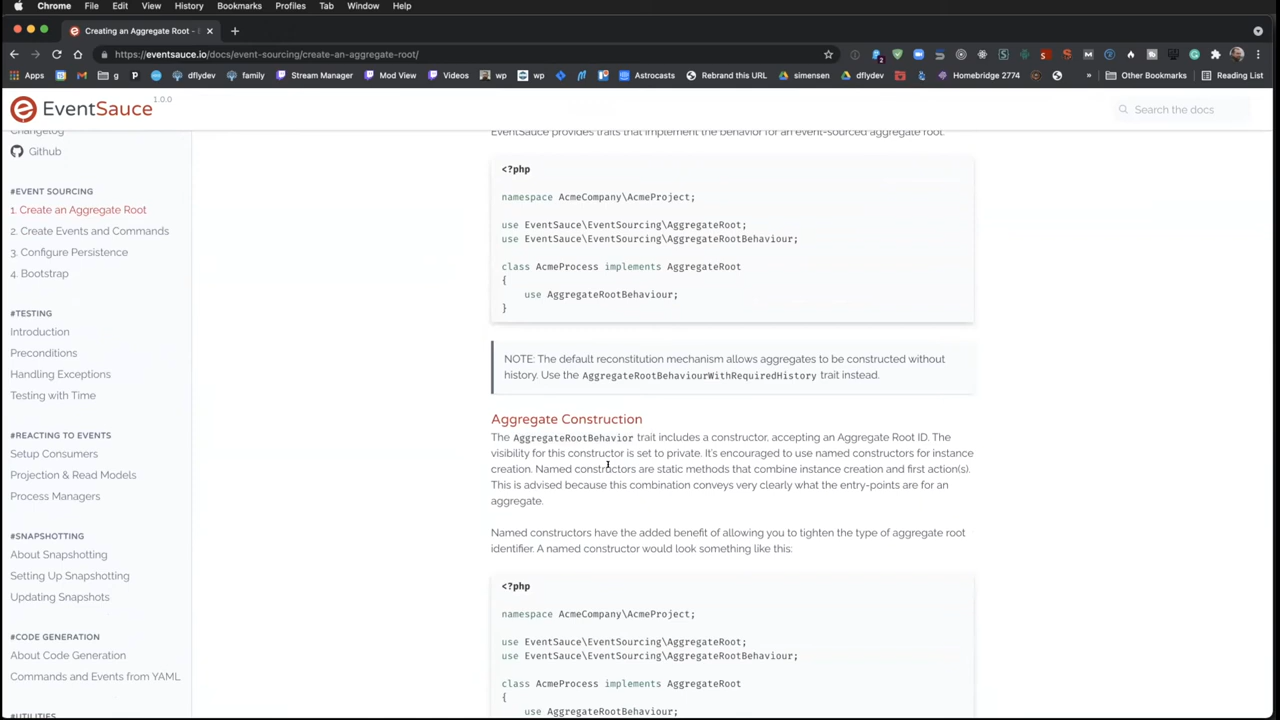 Chrome File Edit View History Bookmarks Profiles Tab Window Help
Creating an Aggregate Root -
https://eventsauce.io/docs/event-sourcing/create-an-aggregate-root/
Apps g dflydev family Stream Manager Mod View Videos wp wp Astrocasts Rebrand this URL simensen dflydev Homebridge 2774 » Other Bookmarks Reading List
EventSauce 1.0.0
Search the docs
Changelog
Github
#EVENT SOURCING
1. Create an Aggregate Root
2. Create Events and Commands
3. Configure Persistence
4. Bootstrap
#TESTING
Introduction
Preconditions
Handling Exceptions
Testing with Time
#REACTING TO EVENTS
Setup Consumers
Projection & Read Models
Process Managers
#SNAPSHOTTING
About Snapshotting
Setting Up Snapshotting
Updating Snapshots
#CODE GENERATION
About Code Generation
Commands and Events from YAML
#UTILITIES
EventSauce provides traits that implement the behavior for an event-sourced aggregate root.
<?php
namespace AcmeCompany\AcmeProject;
use EventSauce\EventSourcing\AggregateRoot;
use EventSauce\EventSourcing\AggregateRootBehaviour;
class AcmeProcess implements AggregateRoot
{
use AggregateRootBehaviour;
}
NOTE: The default reconstitution mechanism allows aggregates to be constructed without
history. Use the AggregateRootBehaviourWithRequiredHistory trait instead.
Aggregate Construction
The AggregateRootBehavior trait includes a constructor, accepting an Aggregate Root ID. The
visibility for this constructor is set to private. It's encouraged to use named constructors for instance
creation. Named constructors are static methods that combine instance creation and first action(s).
This is advised because this combination conveys very clearly what the entry-points are for an
aggregate.
Named constructors have the added benefit of allowing you to tighten the type of aggregate root
identifier. A named constructor would look something like this:
<?php
namespace AcmeCompany\AcmeProject;
use EventSauce\EventSourcing\AggregateRoot;
use EventSauce\EventSourcing\AggregateRootBehaviour;
class AcmeProcess implements AggregateRoot
{
use AggregateRootBehaviour;